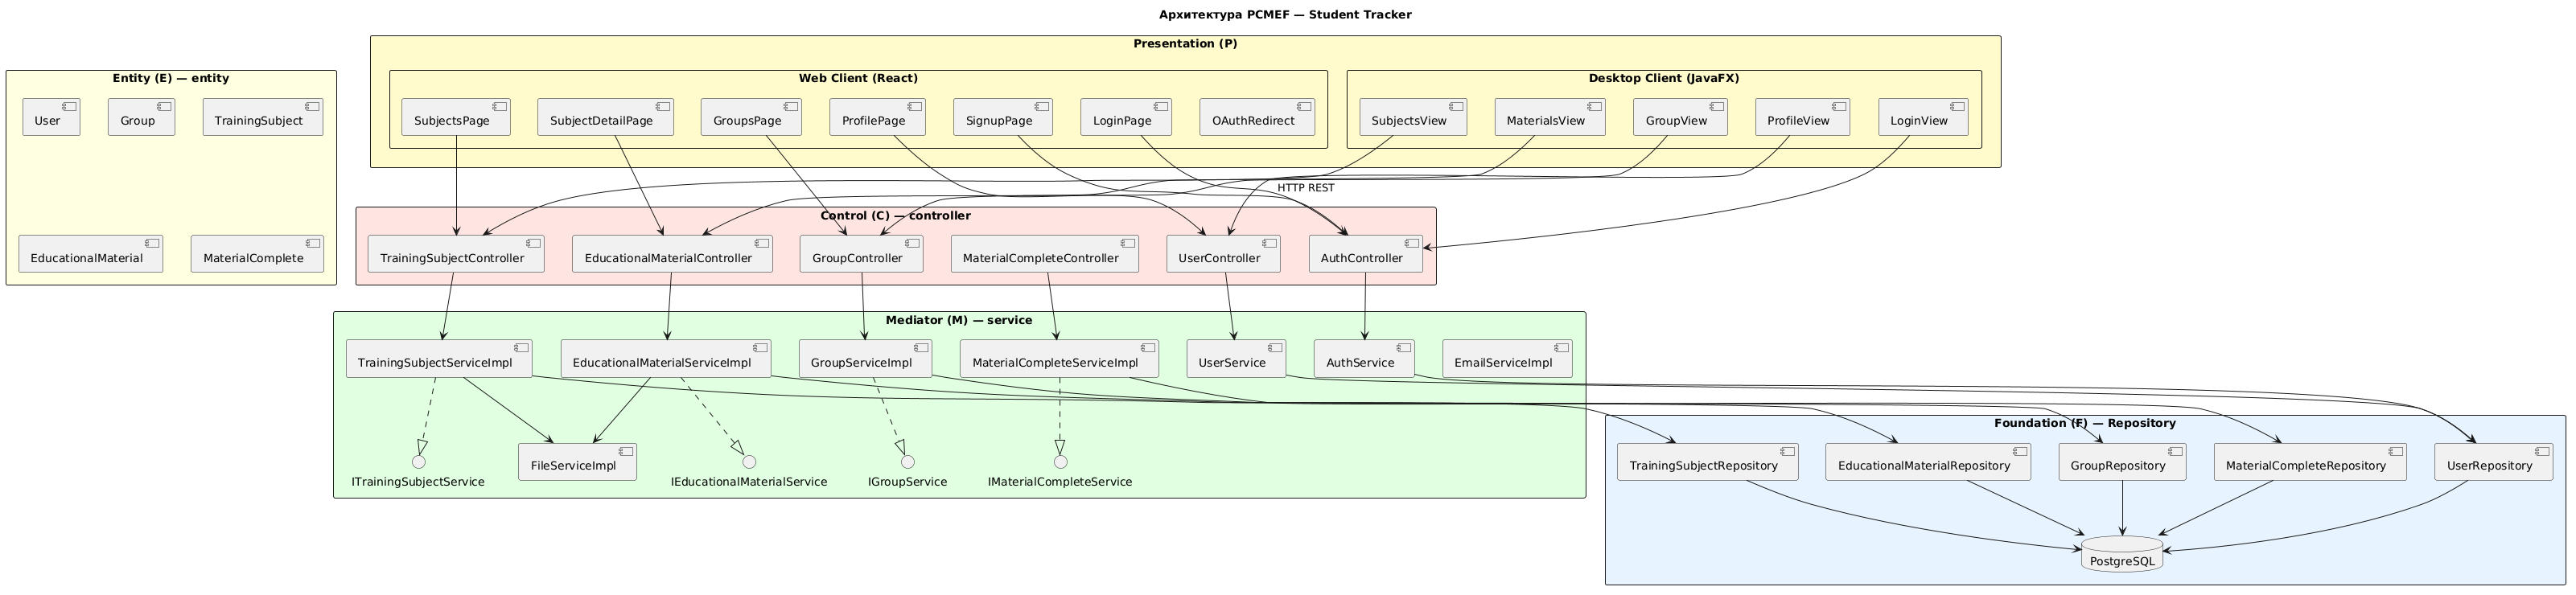 Архитектура PCMEF — Student Tracker
Presentation (P)
Entity (E) — entity
Web Client (React)
Desktop Client (JavaFX)
User
Group
TrainingSubject
SubjectsPage
SubjectDetailPage
GroupsPage
ProfilePage
SignupPage
LoginPage
OAuthRedirect
SubjectsView
MaterialsView
GroupView
ProfileView
LoginView
HTTP REST
Control (C) — controller
EducationalMaterial
MaterialComplete
TrainingSubjectController
EducationalMaterialController
GroupController
MaterialCompleteController
UserController
AuthController
Mediator (M) — service
TrainingSubjectServiceImpl
EducationalMaterialServiceImpl
GroupServiceImpl
MaterialCompleteServiceImpl
UserService
AuthService
EmailServiceImpl
Foundation (F) — Repository
FileServiceImpl
ITrainingSubjectService
IEducationalMaterialService
IGroupService
IMaterialCompleteService
TrainingSubjectRepository
EducationalMaterialRepository
GroupRepository
MaterialCompleteRepository
UserRepository
PostgreSQL